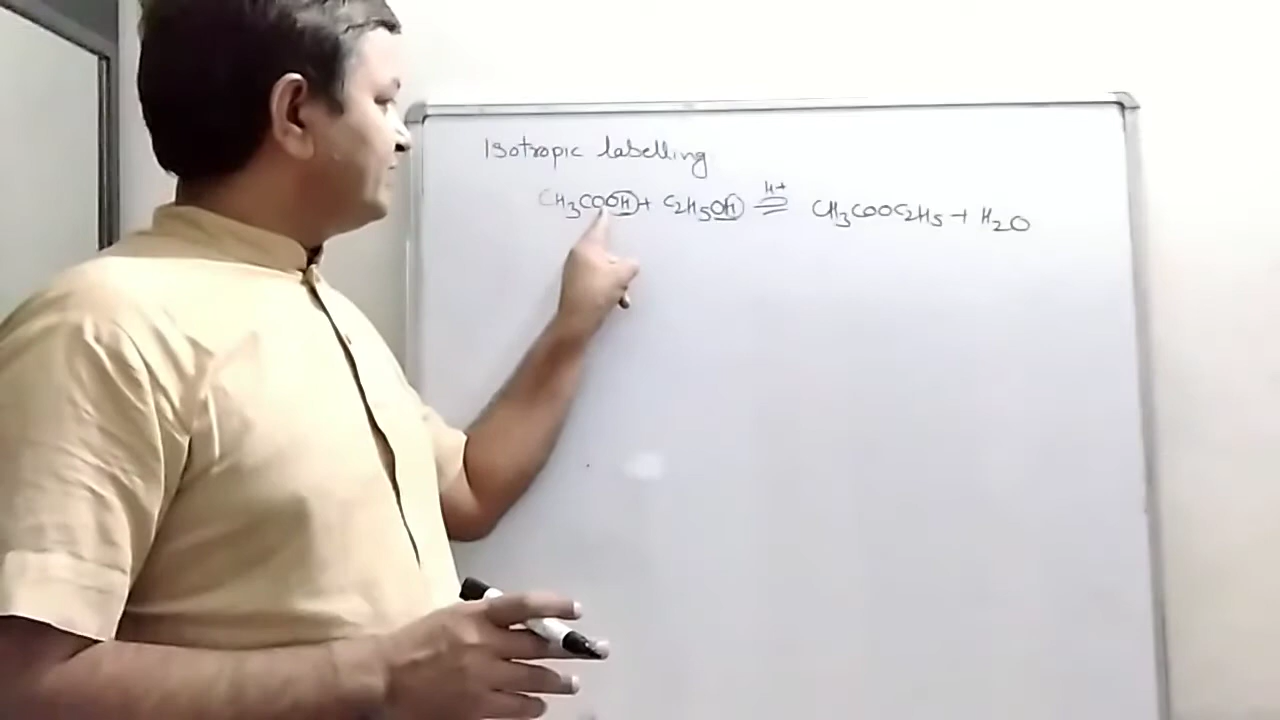 Isotropic labelling
CH3COOH + C2H5OH ⇌ H+ CH3COOC2H5 + H2O